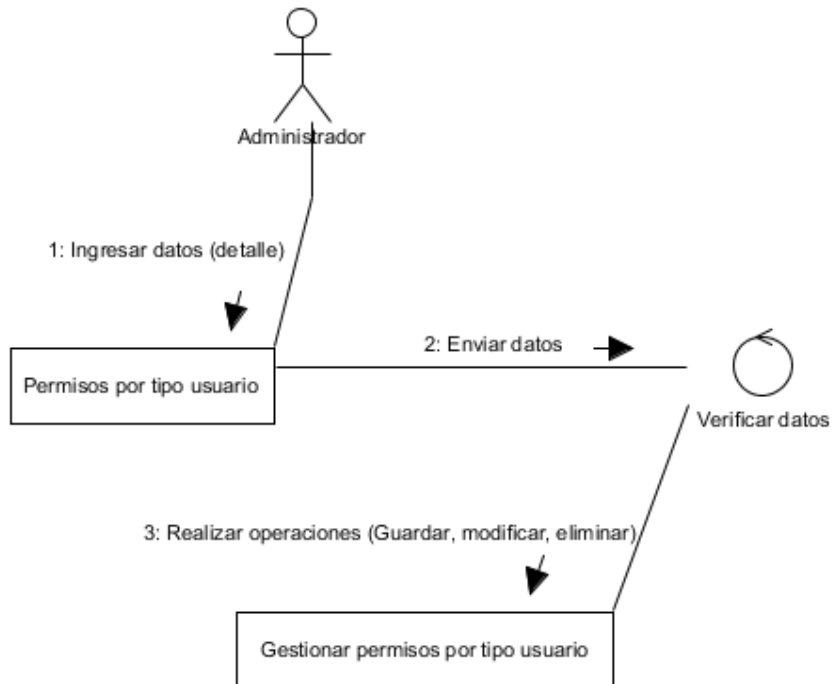 Administrador
1: Ingresar datos (detalle)
2: Enviar datos
Permisos por tipo usuario
Verificar datos
3: Realizar operaciones (Guardar, modificar, eliminar)
Gestionar permisos por tipo usuario